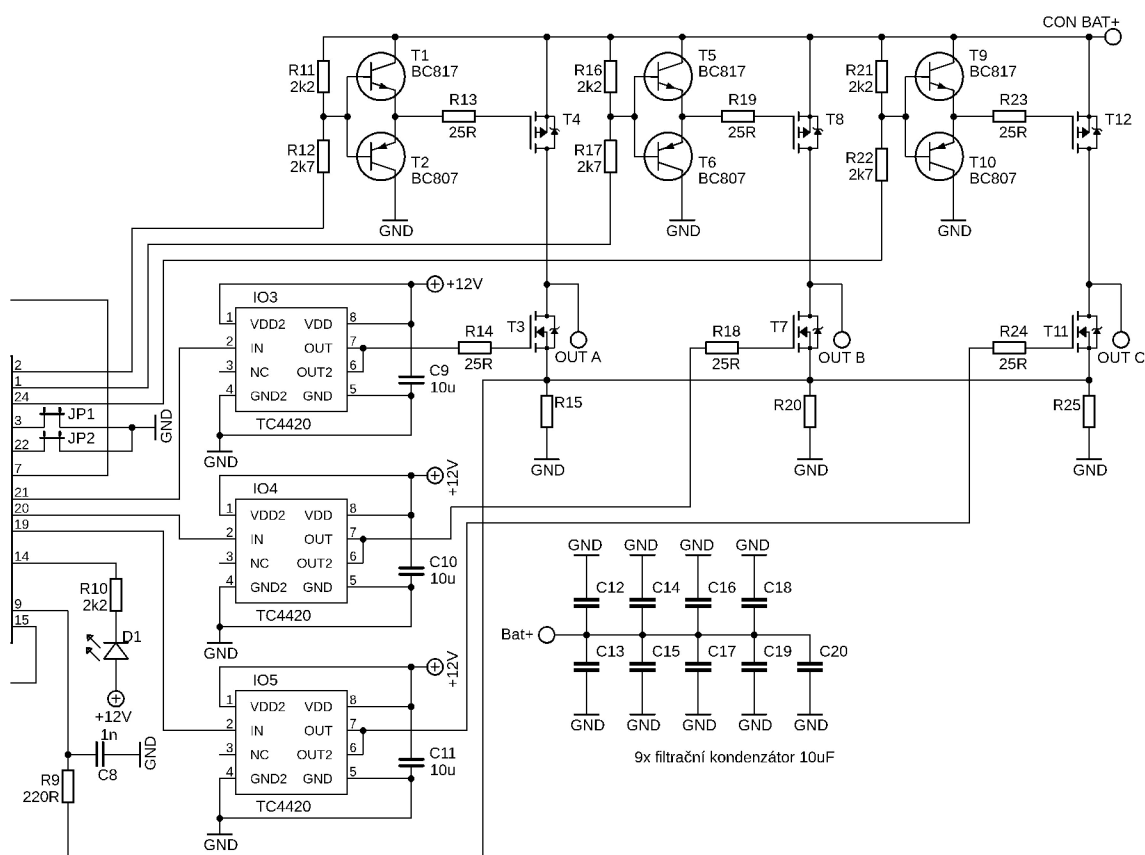 CON BAT+
R11
2k2
T1
BC817
R16
2k2
T5
BC817
R21
2k2
T9
BC817
R13
25R
T4
R19
25R
T8
R23
25R
T12
R12
2k7
T2
BC807
R17
2k7
T6
BC807
R22
2k7
T10
BC807
GND
GND
GND
+12V
IO3
1
VDD2
VDD
8
2
IN
OUT
7
3
NC
OUT2
6
4
GND2
GND
5
TC4420
C9
10u
GND
R14
25R
T3
OUT A
R18
25R
T7
OUT B
R24
25R
T11
OUT C
R15
R20
R25
GND
GND
GND
2
1
24
3
JP1
22
JP2
GND
7
21
20
19
14
9
15
R10
2k2
D1
+12V
1n
C8
GND
R9
220R
+12V
IO4
1
VDD2
VDD
8
2
IN
OUT
7
3
NC
OUT2
6
4
GND2
GND
5
TC4420
C10
10u
GND
+12V
IO5
1
VDD2
VDD
8
2
IN
OUT
7
3
NC
OUT2
6
4
GND2
GND
5
TC4420
C11
10u
GND
GND
GND
GND
GND
C12
C14
C16
C18
Bat+
C13
C15
C17
C19
C20
GND
GND
GND
GND
GND
9x filtrační kondenzátor 10uF